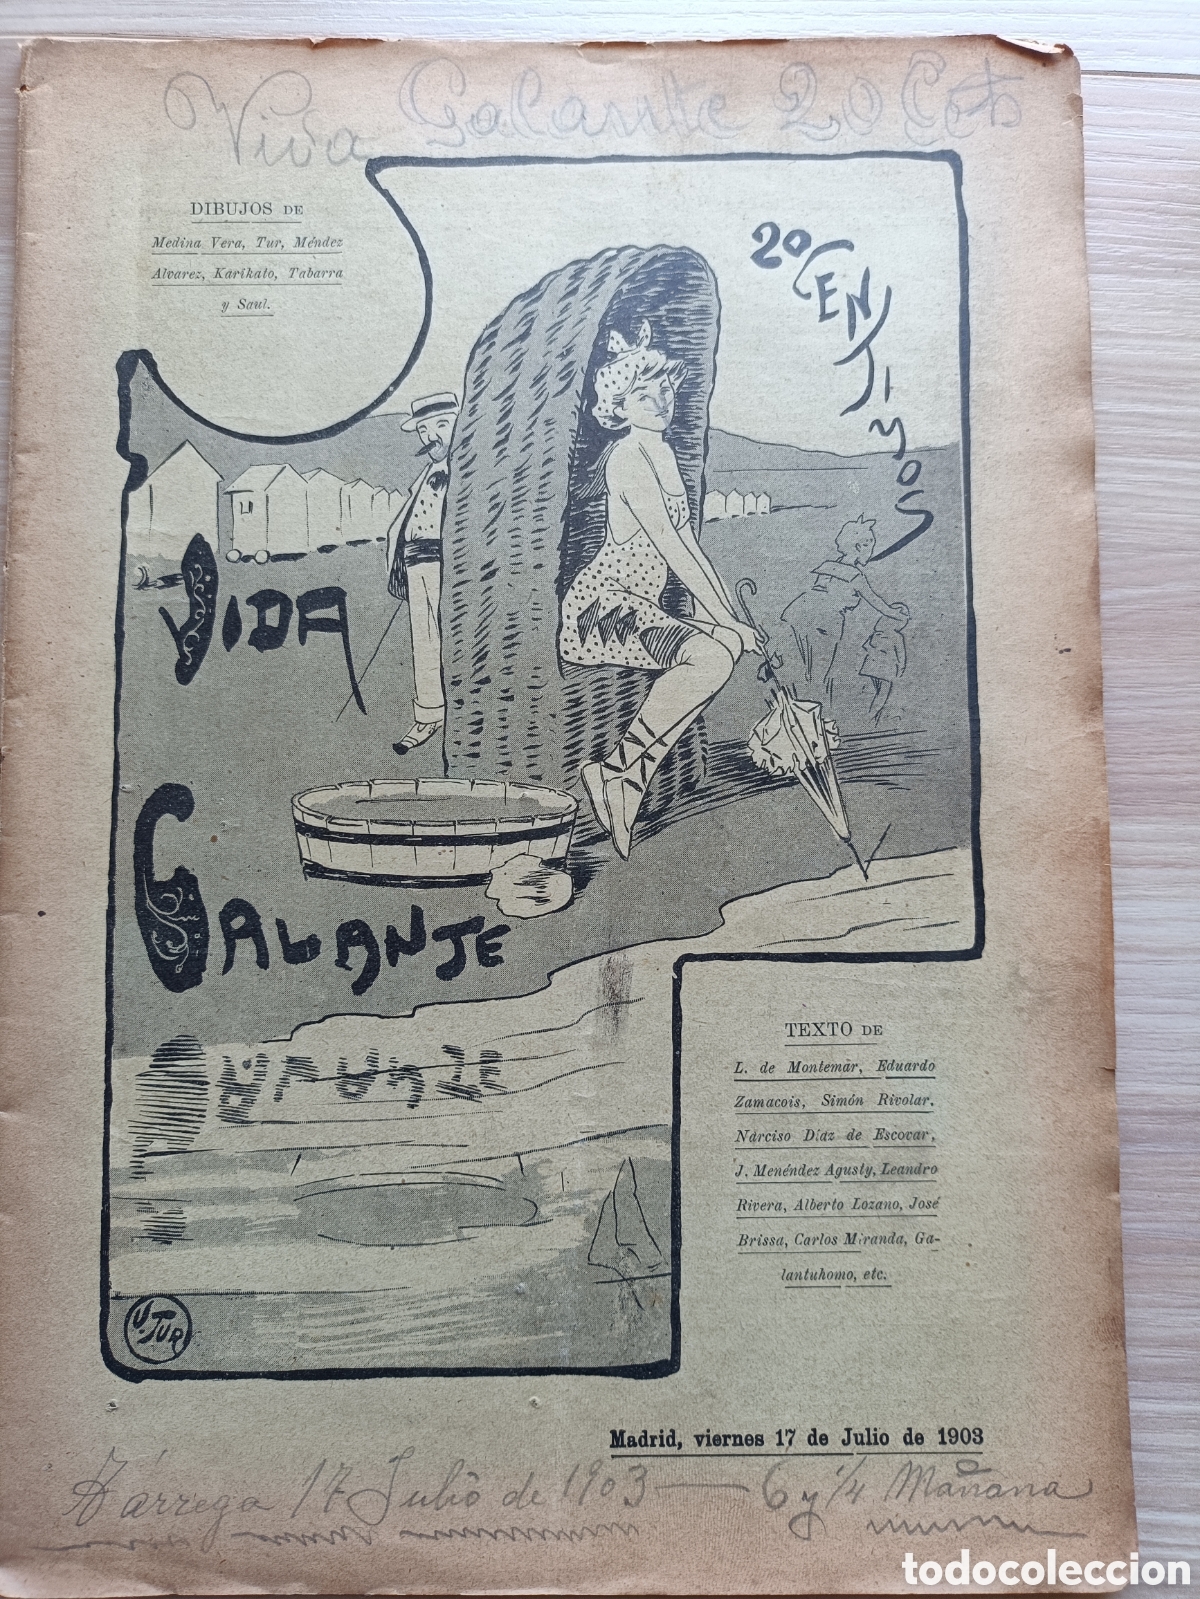 Viva Galante 20 Cets
DIBUJOS DE
Medina Vera, Tur, Méndez
Alvarez, Karikato, Tabarra
y Saul.
20 CENTIMOS
VIDA
GALANTE
TEXTO DE
L. de Montemar, Eduardo
Zamacois, Simón Rivolar.
Narciso Díaz de Escovar,
J. Menéndez Agusty, Leandro
Rivera, Alberto Lozano, José
Brissa, Carlos Miranda, Ga-
lantuhomo, etc.
U. TUR
Madrid, viernes 17 de Julio de 1903
Tárrega 17 Julio de 1903 — 6 y 1/4 Mañana
todocoleccion